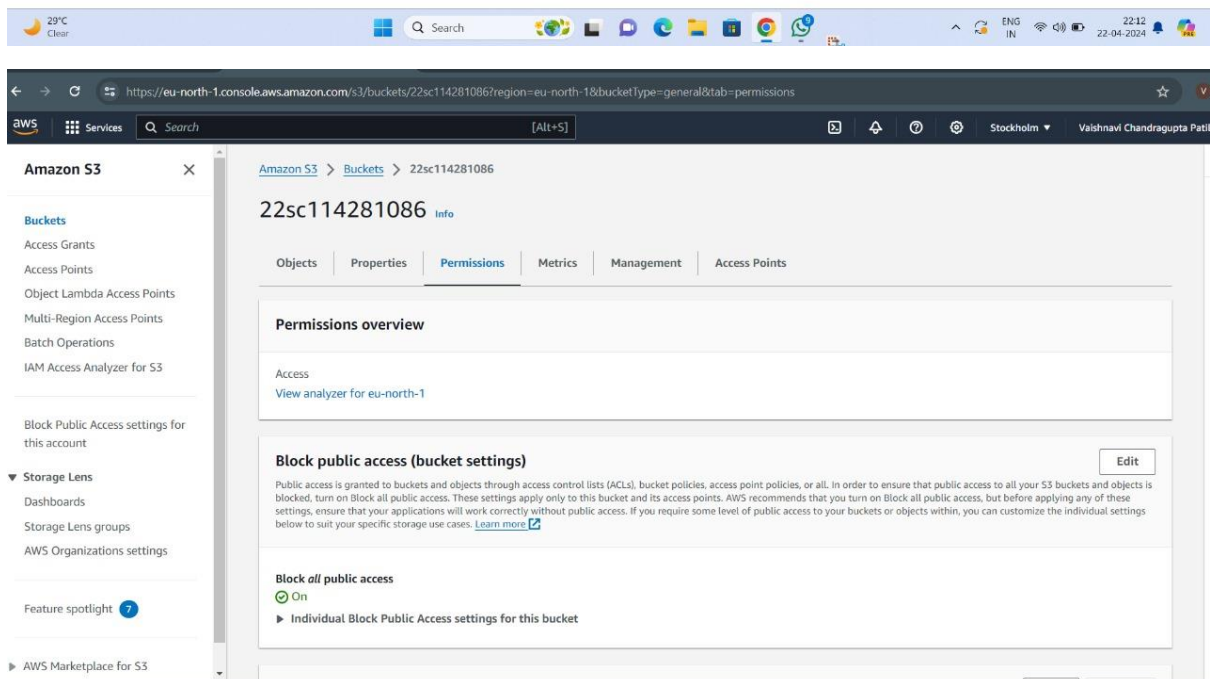 29°C
Clear
Search
ENG
IN
22:12
22-04-2024
https://eu-north-1.console.aws.amazon.com/s3/buckets/22sc114281086?region=eu-north-1&bucketType=general&tab=permissions
aws
Services
Search
[Alt+S]
Stockholm ▼
Vaishnavi Chandragupta Patil
Amazon S3
Buckets
Access Grants
Access Points
Object Lambda Access Points
Multi-Region Access Points
Batch Operations
IAM Access Analyzer for S3
Block Public Access settings for
this account
Storage Lens
Dashboards
Storage Lens groups
AWS Organizations settings
Feature spotlight 7
AWS Marketplace for S3
Amazon S3 > Buckets > 22sc114281086
22sc114281086 Info
Objects
Properties
Permissions
Metrics
Management
Access Points
Permissions overview
Access
View analyzer for eu-north-1
Block public access (bucket settings)
Edit
Public access is granted to buckets and objects through access control lists (ACLs), bucket policies, access point policies, or all. In order to ensure that public access to all your S3 buckets and objects is
blocked, turn on Block all public access. These settings apply only to this bucket and its access points. AWS recommends that you turn on Block all public access, but before applying any of these
settings, ensure that your applications will work correctly without public access. If you require some level of public access to your buckets or objects within, you can customize the individual settings
below to suit your specific storage use cases. Learn more
Block all public access
On
Individual Block Public Access settings for this bucket